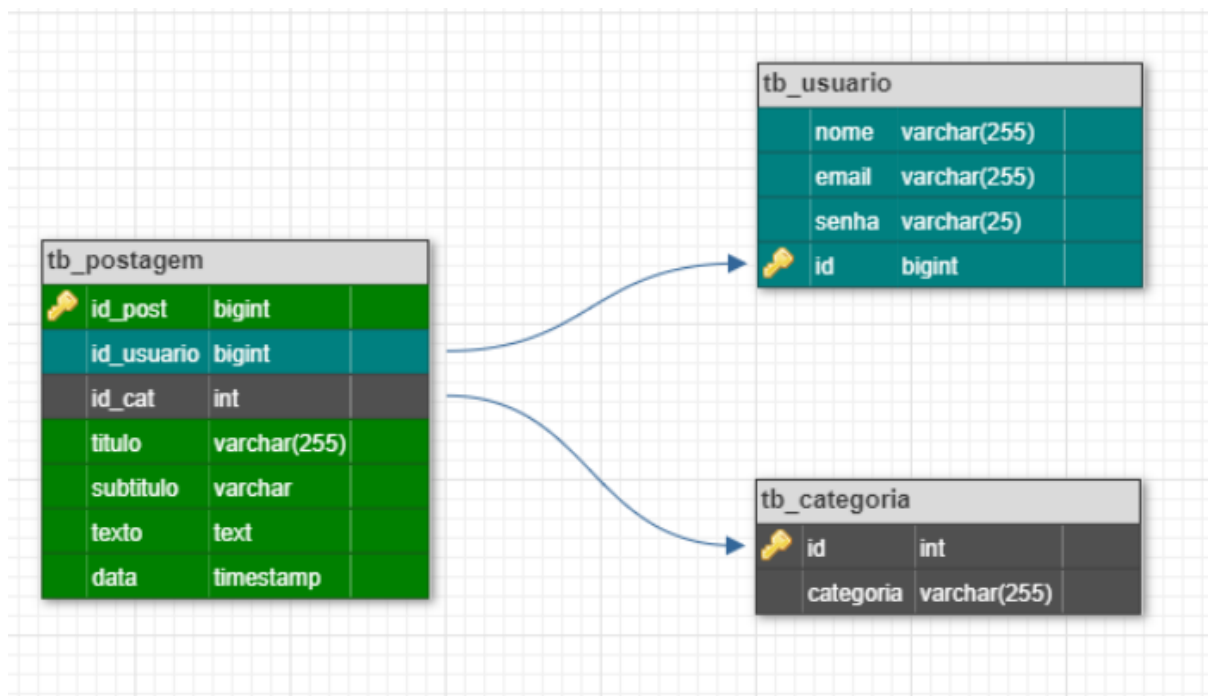 tb_usuario
nome varchar(255)
email varchar(255)
senha varchar(25)
id bigint
tb_postagem
id_post bigint
id_usuario bigint
id_cat int
titulo varchar(255)
subtitulo varchar
texto text
data timestamp
tb_categoria
id int
categoria varchar(255)